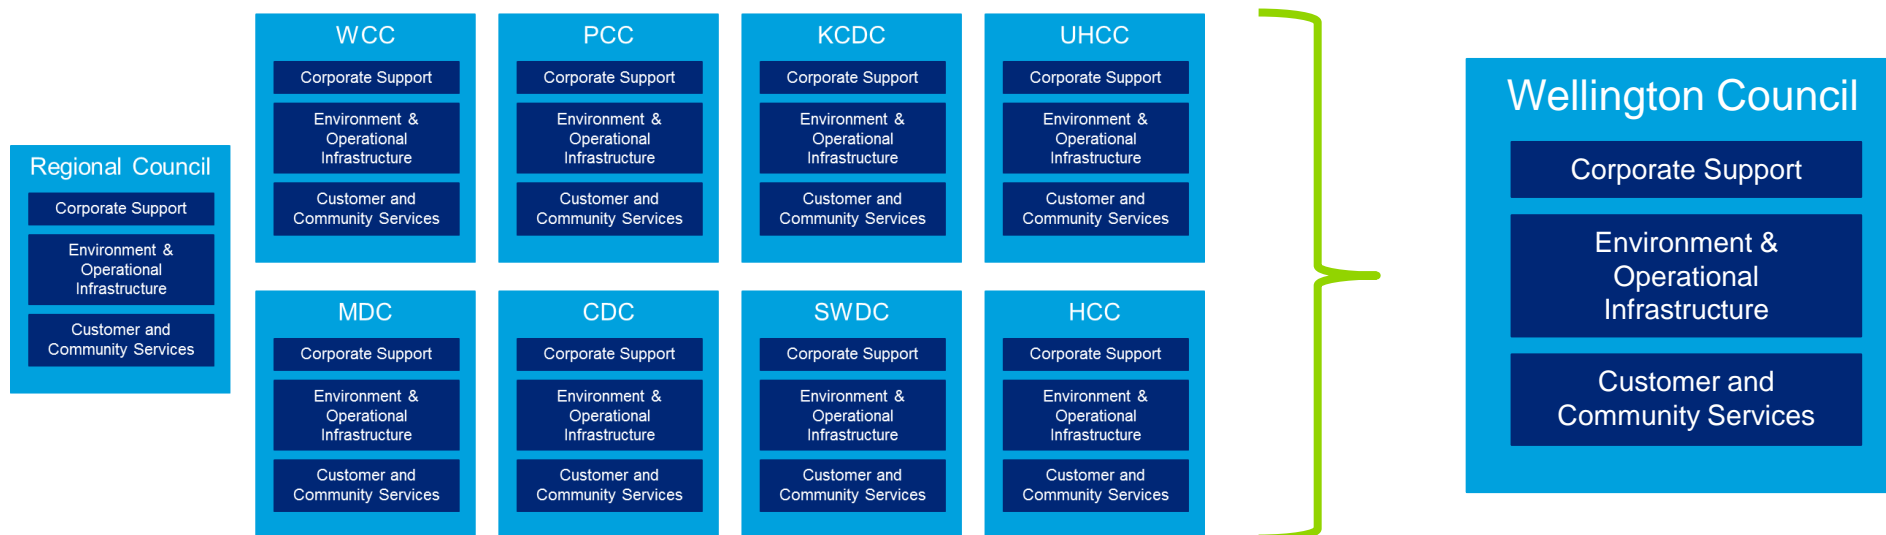 Regional Council
Corporate Support
Environment &
Operational
Infrastructure
Customer and
Community Services
WCC
Corporate Support
Environment &
Operational
Infrastructure
Customer and
Community Services
PCC
Corporate Support
Environment &
Operational
Infrastructure
Customer and
Community Services
KCDC
Corporate Support
Environment &
Operational
Infrastructure
Customer and
Community Services
UHCC
Corporate Support
Environment &
Operational
Infrastructure
Customer and
Community Services
MDC
Corporate Support
Environment &
Operational
Infrastructure
Customer and
Community Services
CDC
Corporate Support
Environment &
Operational
Infrastructure
Customer and
Community Services
SWDC
Corporate Support
Environment &
Operational
Infrastructure
Customer and
Community Services
HCC
Corporate Support
Environment &
Operational
Infrastructure
Customer and
Community Services
Wellington Council
Corporate Support
Environment &
Operational
Infrastructure
Customer and
Community Services